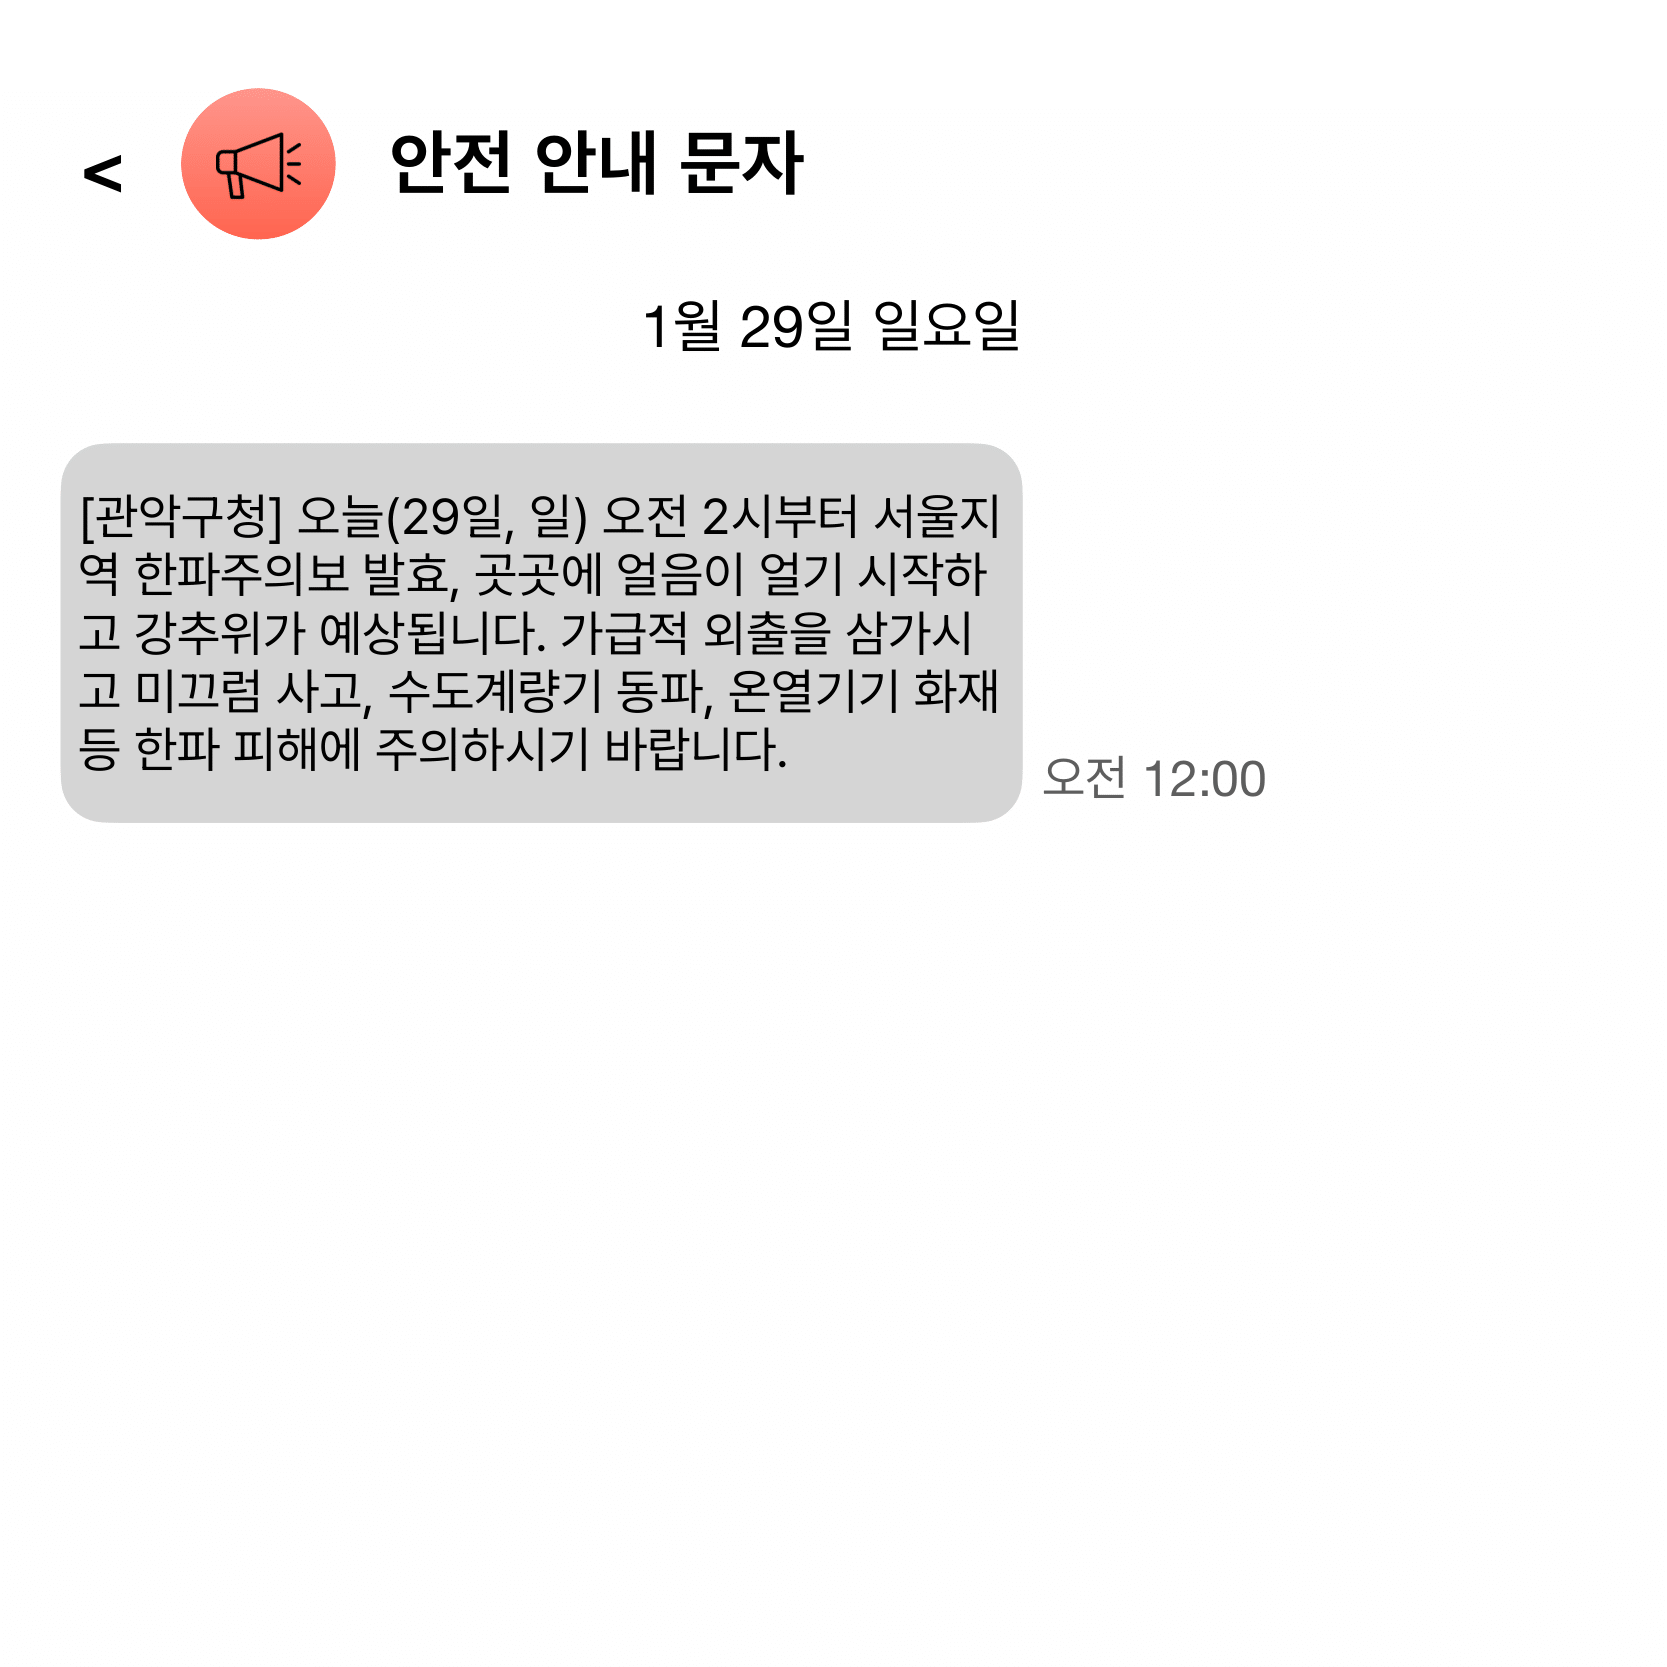 <
안전 안내 문자
1월 29일 일요일
[관악구청] 오늘(29일, 일) 오전 2시부터 서울지
역 한파주의보 발효, 곳곳에 얼음이 얼기 시작하
고 강추위가 예상됩니다. 가급적 외출을 삼가시
고 미끄럼 사고, 수도계량기 동파, 온열기기 화재
등 한파 피해에 주의하시기 바랍니다.
오전 12:00